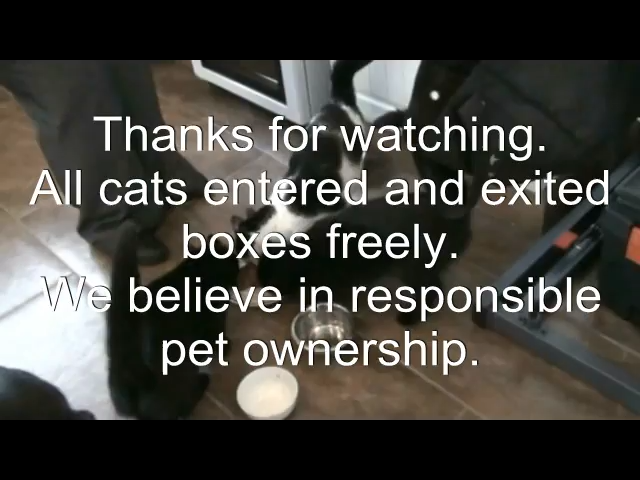 Thanks for watching.
All cats entered and exited
boxes freely.
We believe in responsible
pet ownership.